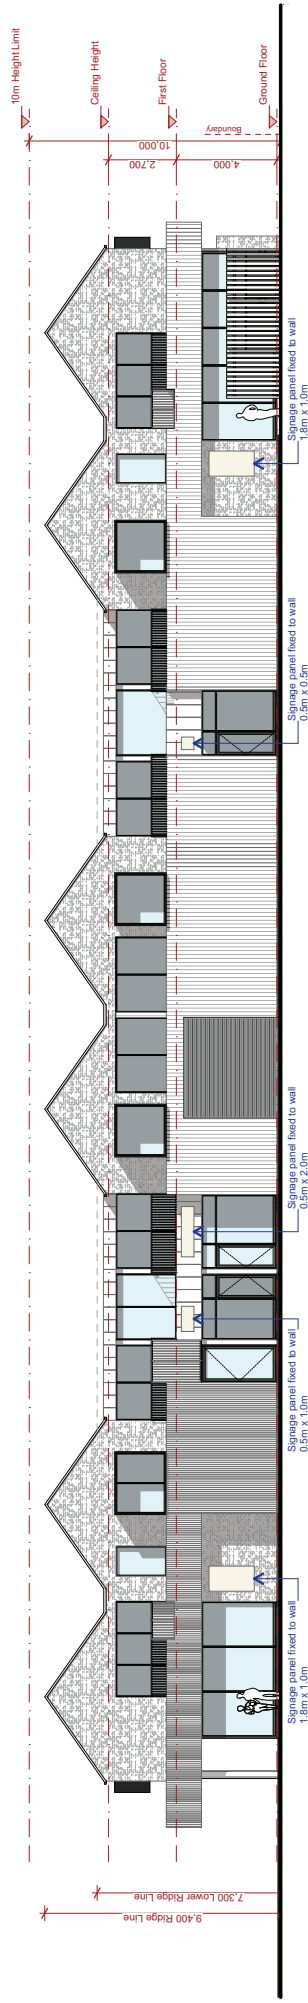 10m Height Limit
Ceiling Height
First Floor
Ground Floor
Boundary
10,000
2,700
4,000
Signage panel fixed to wall
1.8m x 1.0m
Signage panel fixed to wall
0.5m x 1.0m
Signage panel fixed to wall
0.5m x 2.0m
Signage panel fixed to wall
0.5m x 0.5m
Signage panel fixed to wall
1.8m x 1.0m
9,400 Ridge Line
7,300 Lower Ridge Line